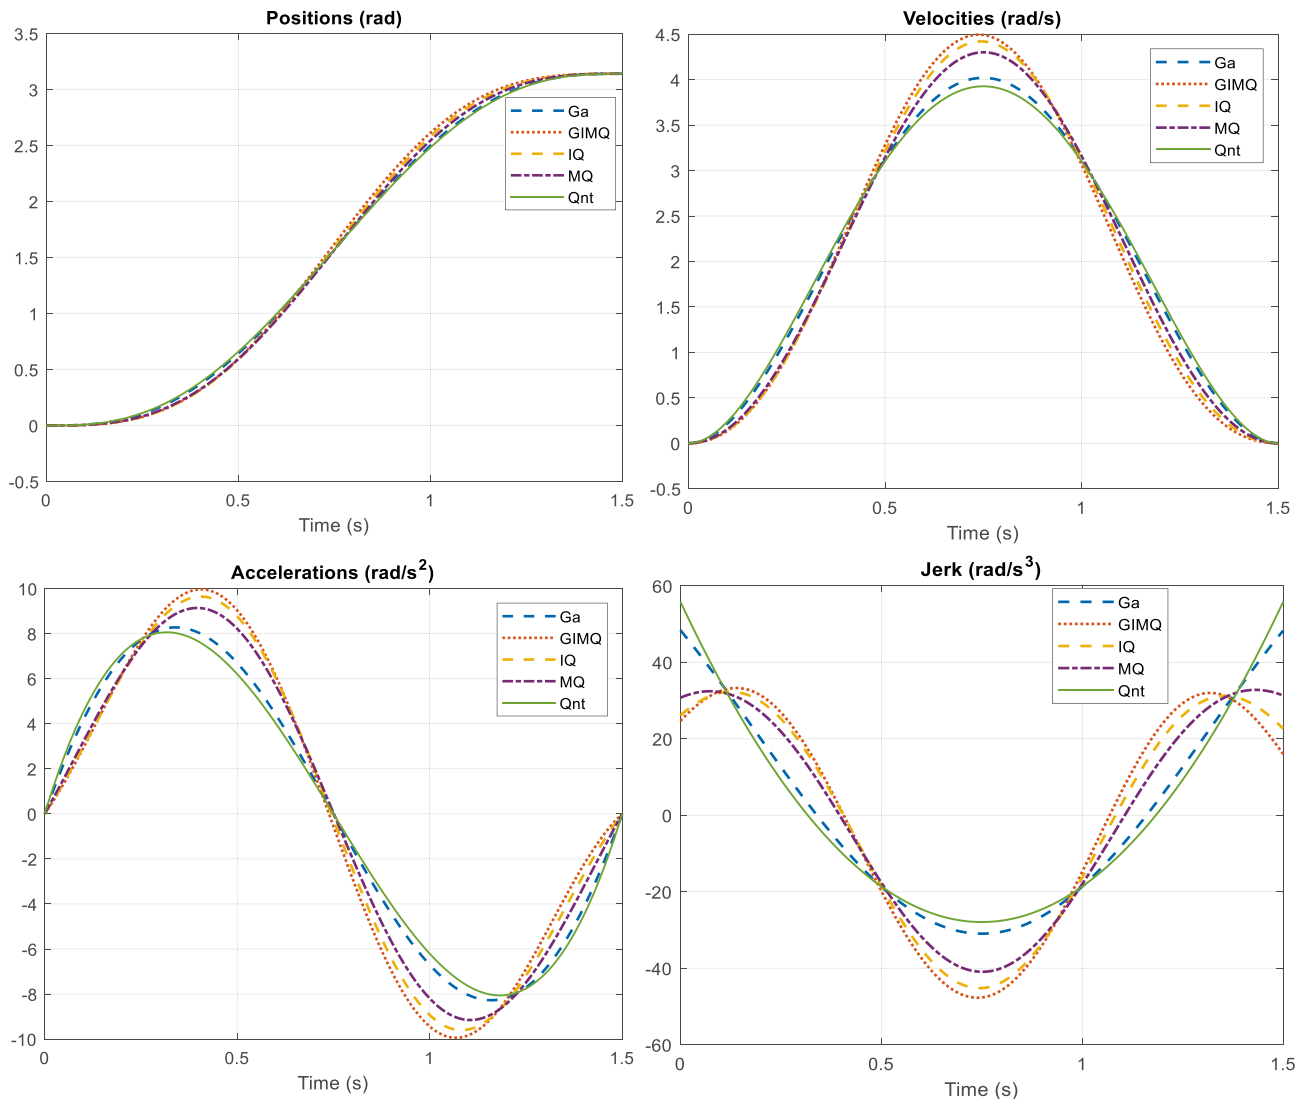 Positions (rad)
3.5
3
2.5
2
1.5
1
0.5
0
-0.5
0
0.5
1
1.5
Time (s)
Ga
GIMQ
IQ
MQ
Qnt
Velocities (rad/s)
4.5
4
3.5
3
2.5
2
1.5
1
0.5
0
-0.5
0
0.5
1
1.5
Time (s)
Ga
GIMQ
IQ
MQ
Qnt
Accelerations (rad/s²)
10
8
6
4
2
0
-2
-4
-6
-8
-10
0
0.5
1
1.5
Time (s)
Ga
GIMQ
IQ
MQ
Qnt
Jerk (rad/s³)
60
40
20
0
-20
-40
-60
0
0.5
1
1.5
Time (s)
Ga
GIMQ
IQ
MQ
Qnt